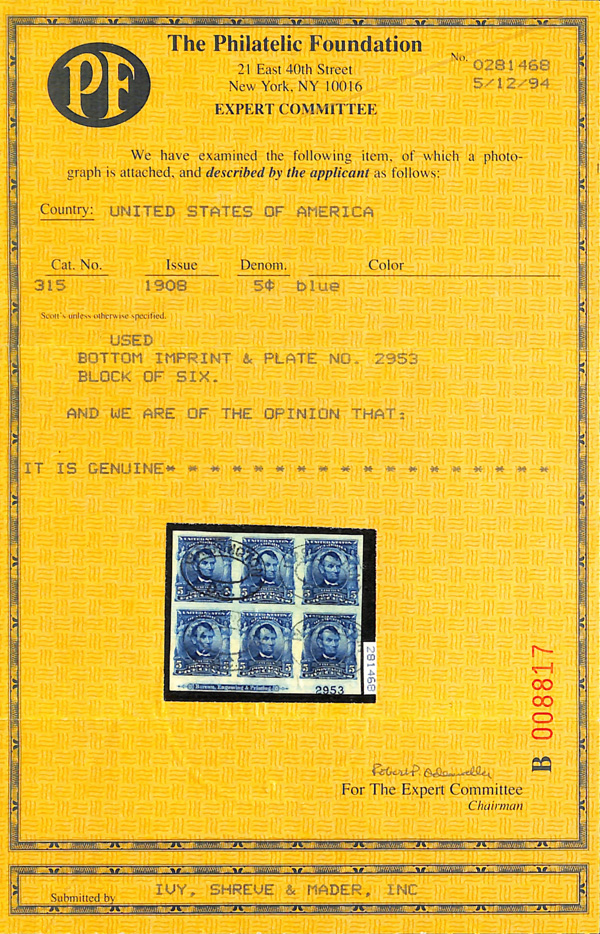 PF
The Philatelic Foundation
21 East 40th Street
New York, NY 10016
EXPERT COMMITTEE
No. 0281468
5/12/94
We have examined the following item, of which a photo-
graph is attached, and described by the applicant as follows:
Country: UNITED STATES OF AMERICA
Cat. No. Issue Denom. Color
315 1908 5¢ blue
Scott's unless otherwise specified.
USED
BOTTOM IMPRINT & PLATE NO. 2953
BLOCK OF SIX.
AND WE ARE OF THE OPINION THAT:
IT IS GENUINE* * * * * * * * * * * * * * * * * *
Bureau, Engraving & Printing
2953
281468
B 008817
For The Expert Committee
Chairman
Submitted by IVY, SHREVE & MADER, INC